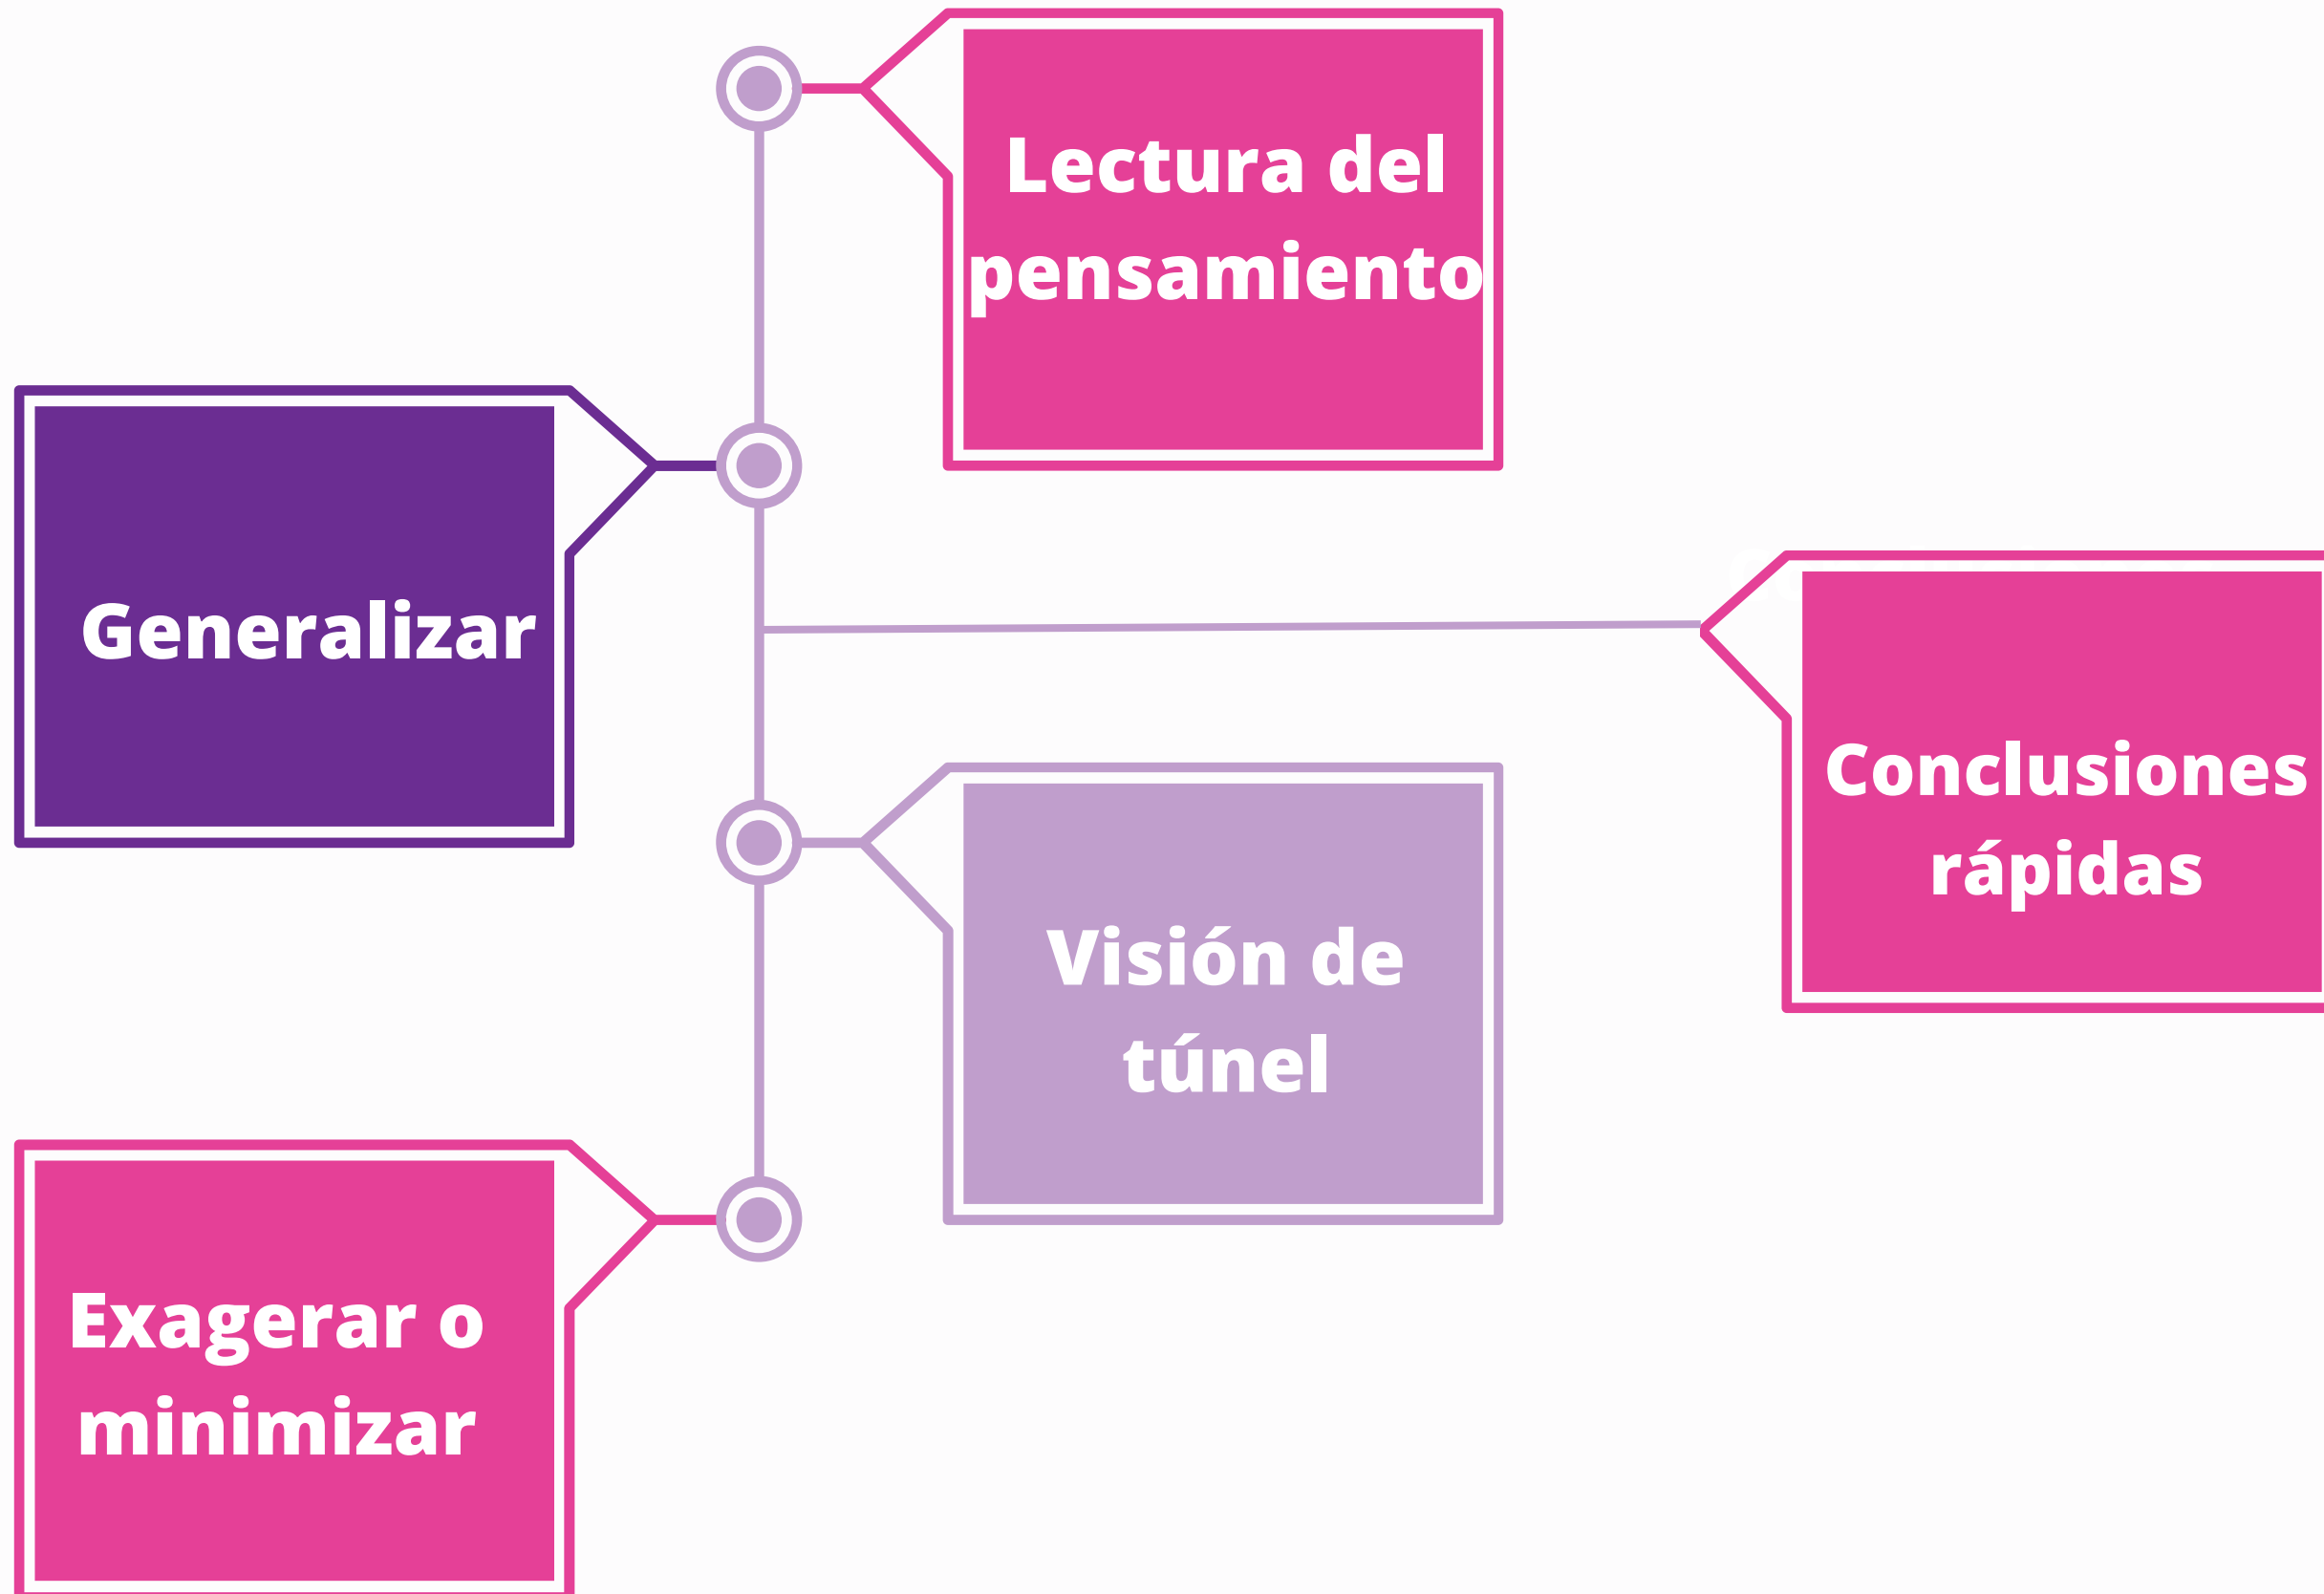 Lectura del
pensamiento
Generalizar
Conclusiones
rápidas
Visión de
túnel
Exagerar o
minimizar